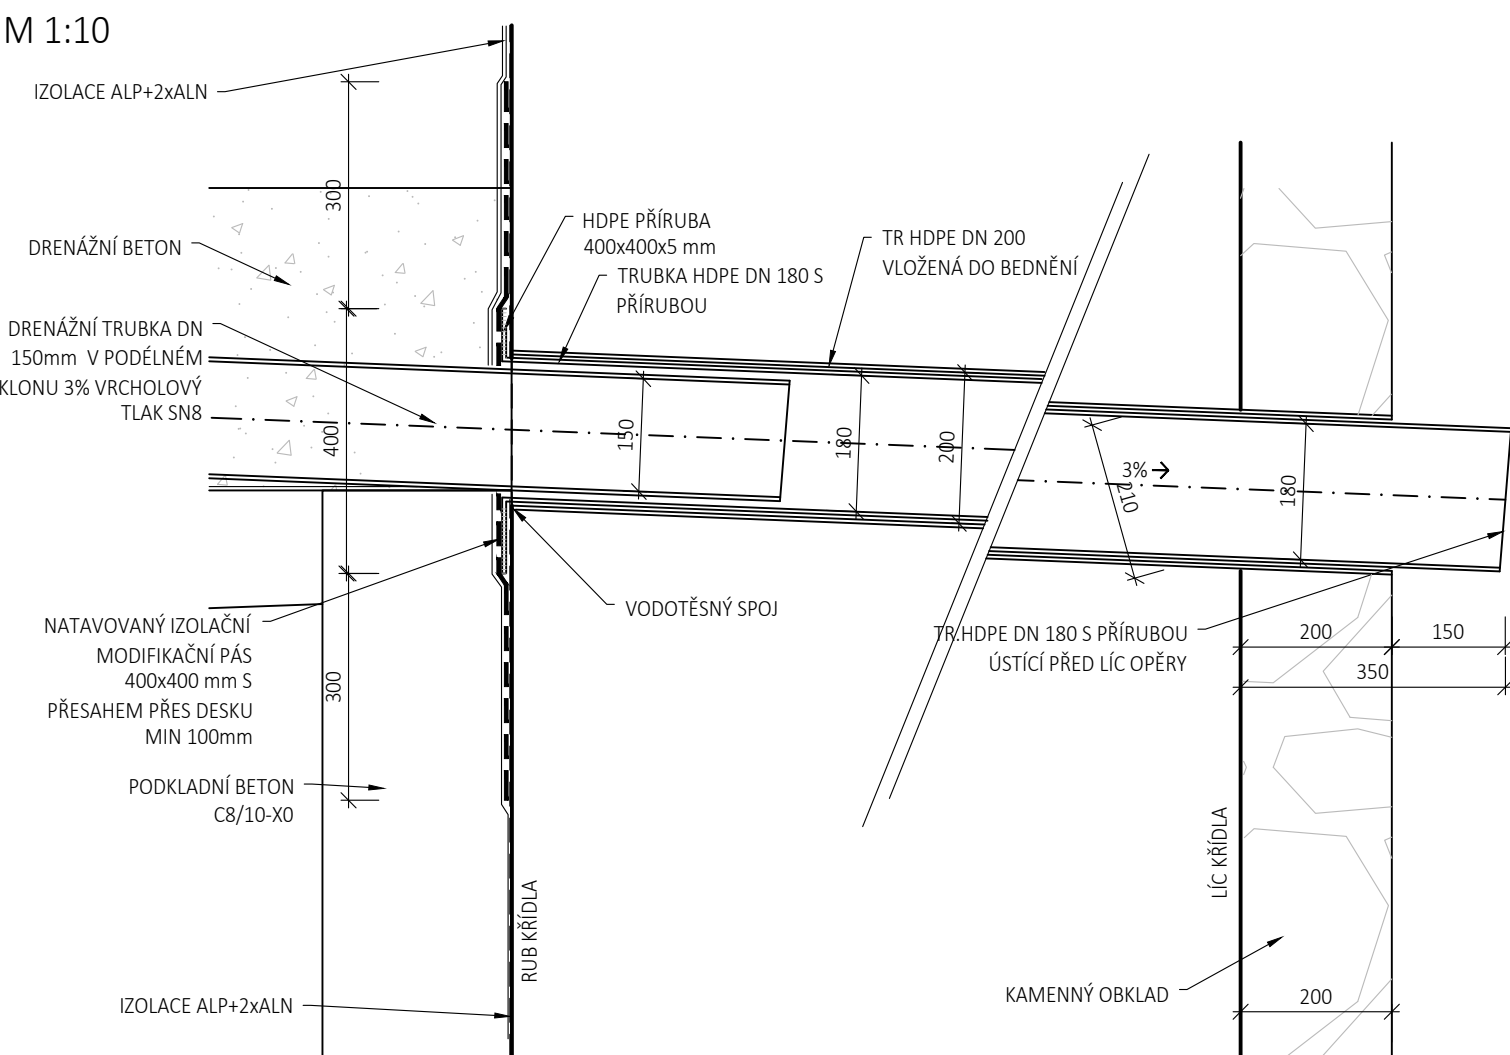 M 1:10
IZOLACE ALP+2xALN
300
DRENÁŽNÍ BETON
HDPE PŘÍRUBA
400x400x5 mm
TRUBKA HDPE DN 180 S
PŘÍRUBOU
TR HDPE DN 200
VLOŽENÁ DO BEDNĚNÍ
DRENÁŽNÍ TRUBKA DN
150mm V PODÉLNÉM
KLONU 3% VRCHOLOVÝ
TLAK SN8
400
150
180
200
3%
210
180
VODOTĚSNÝ SPOJ
NATAVOVANÝ IZOLAČNÍ
MODIFIKAČNÍ PÁS
400x400 mm S
PŘESAHEM PŘES DESKU
MIN 100mm
300
TR.HDPE DN 180 S PŘÍRUBOU
ÚSTÍCÍ PŘED LÍC OPĚRY
200
150
350
PODKLADNÍ BETON
C8/10-X0
RUB KŘÍDLA
LÍC KŘÍDLA
IZOLACE ALP+2xALN
KAMENNÝ OBKLAD
200